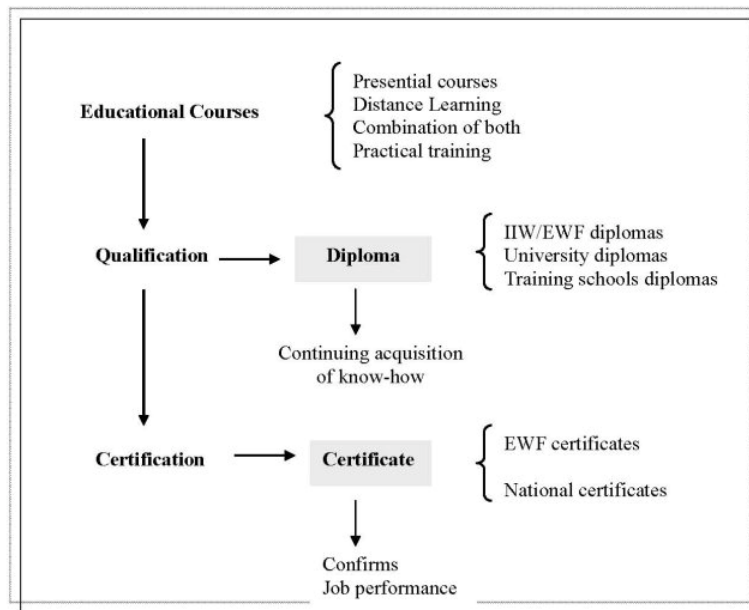 Educational Courses
Presential courses
Distance Learning
Combination of both
Practical training
Qualification
Diploma
IIW/EWF diplomas
University diplomas
Training schools diplomas
Continuing acquisition
of know-how
Certification
Certificate
EWF certificates
National certificates
Confirms
Job performance